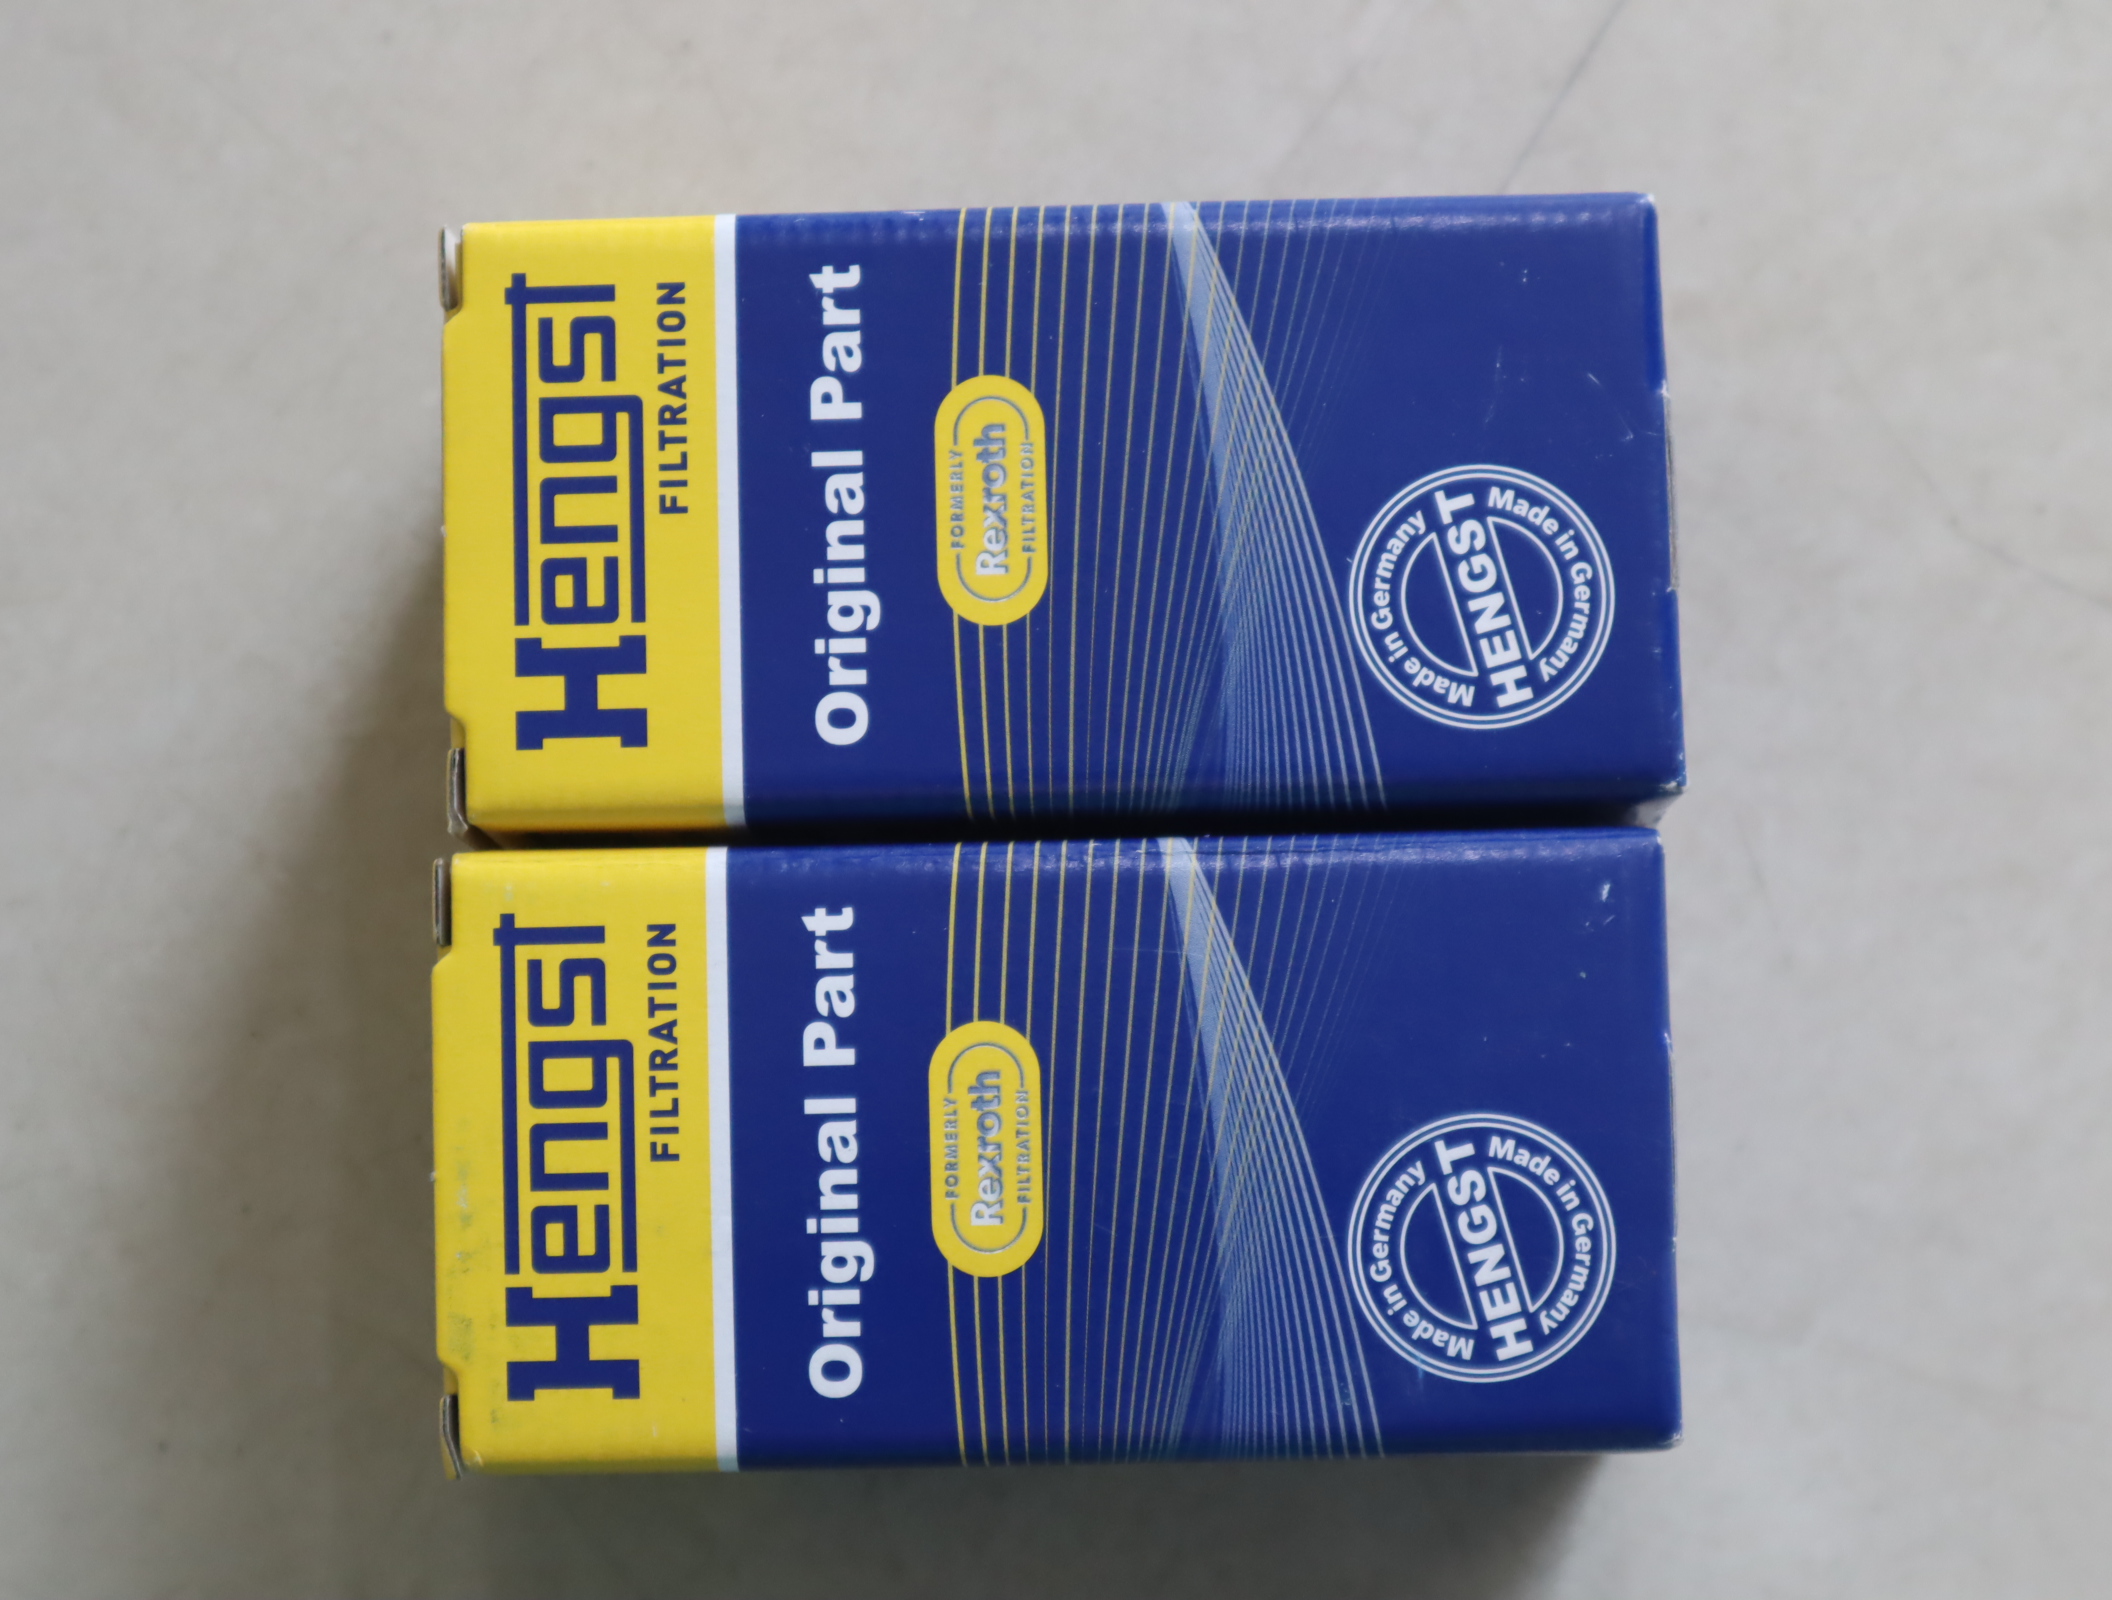 Hengst
FILTRATION
Original Part
FORMERLY
Rexroth
FILTRATION
Made in Germany
HENGST
Made in Germany
Hengst
FILTRATION
Original Part
FORMERLY
Rexroth
FILTRATION
Made in Germany
HENGST
Made in Germany